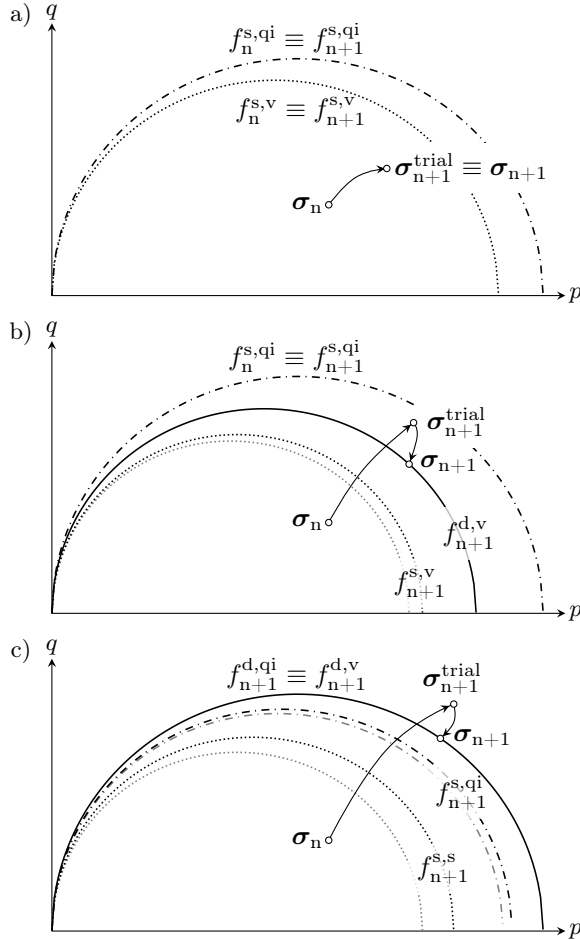 a)
q
f_n^{s,qi} ≡ f_{n+1}^{s,qi}
f_n^{s,v} ≡ f_{n+1}^{s,v}
σ_{n+1}^{trial} ≡ σ_{n+1}
σ_n
p
b)
q
f_n^{s,qi} ≡ f_{n+1}^{s,qi}
σ_{n+1}^{trial}
σ_{n+1}
σ_n
f_{n+1}^{d,v}
f_{n+1}^{s,v}
p
c)
q
f_{n+1}^{d,qi} ≡ f_{n+1}^{d,v}
σ_{n+1}^{trial}
σ_{n+1}
f_{n+1}^{s,qi}
σ_n
f_{n+1}^{s,s}
p